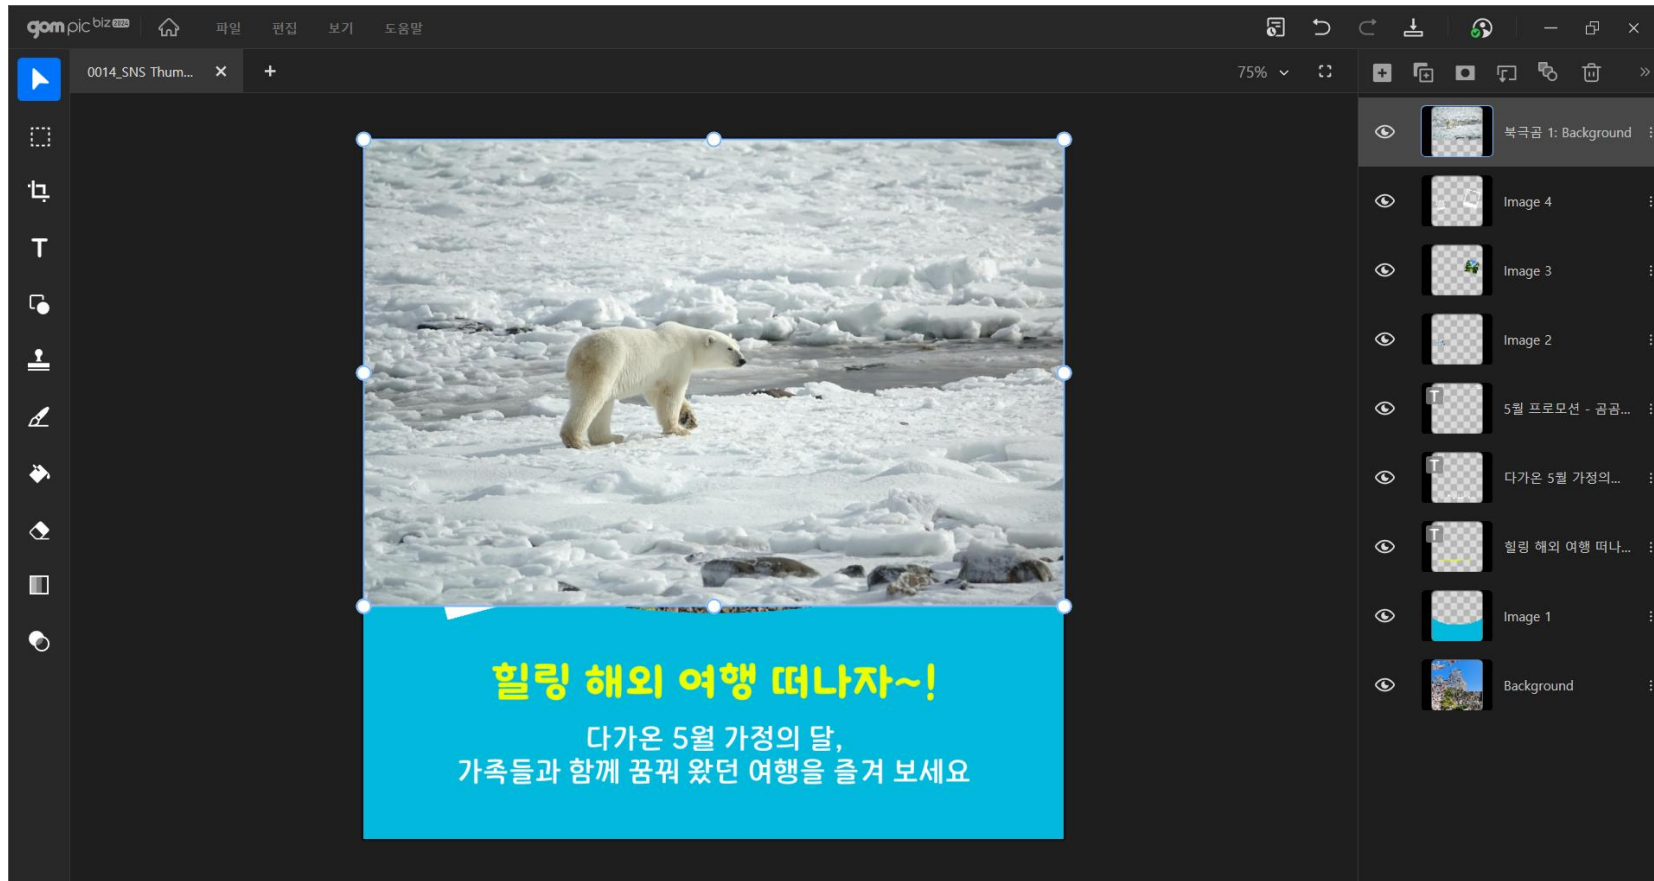 gom pic biz 2024
파일 편집 보기 도움말
0014_SNS Thum...
75%
북극곰 1: Background
Image 4
Image 3
Image 2
5월 프로모션 - 곰곰...
다가온 5월 가정의...
힐링 해외 여행 떠나...
Image 1
Background
힐링 해외 여행 떠나자~!
다가온 5월 가정의 달,
가족들과 함께 꿈꿔 왔던 여행을 즐겨 보세요